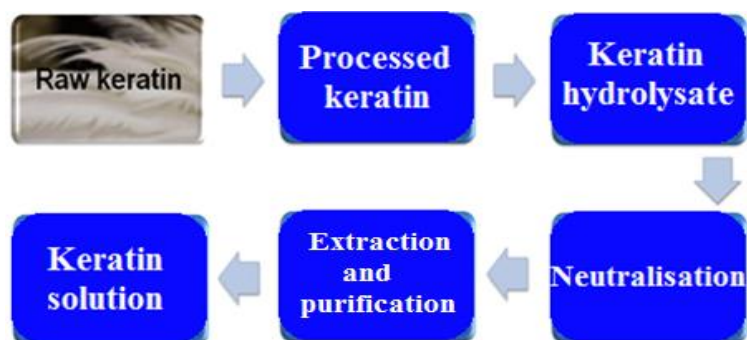 Raw keratin
Processed
keratin
Keratin
hydrolysate
Neutralisation
Extraction
and
purification
Keratin
solution